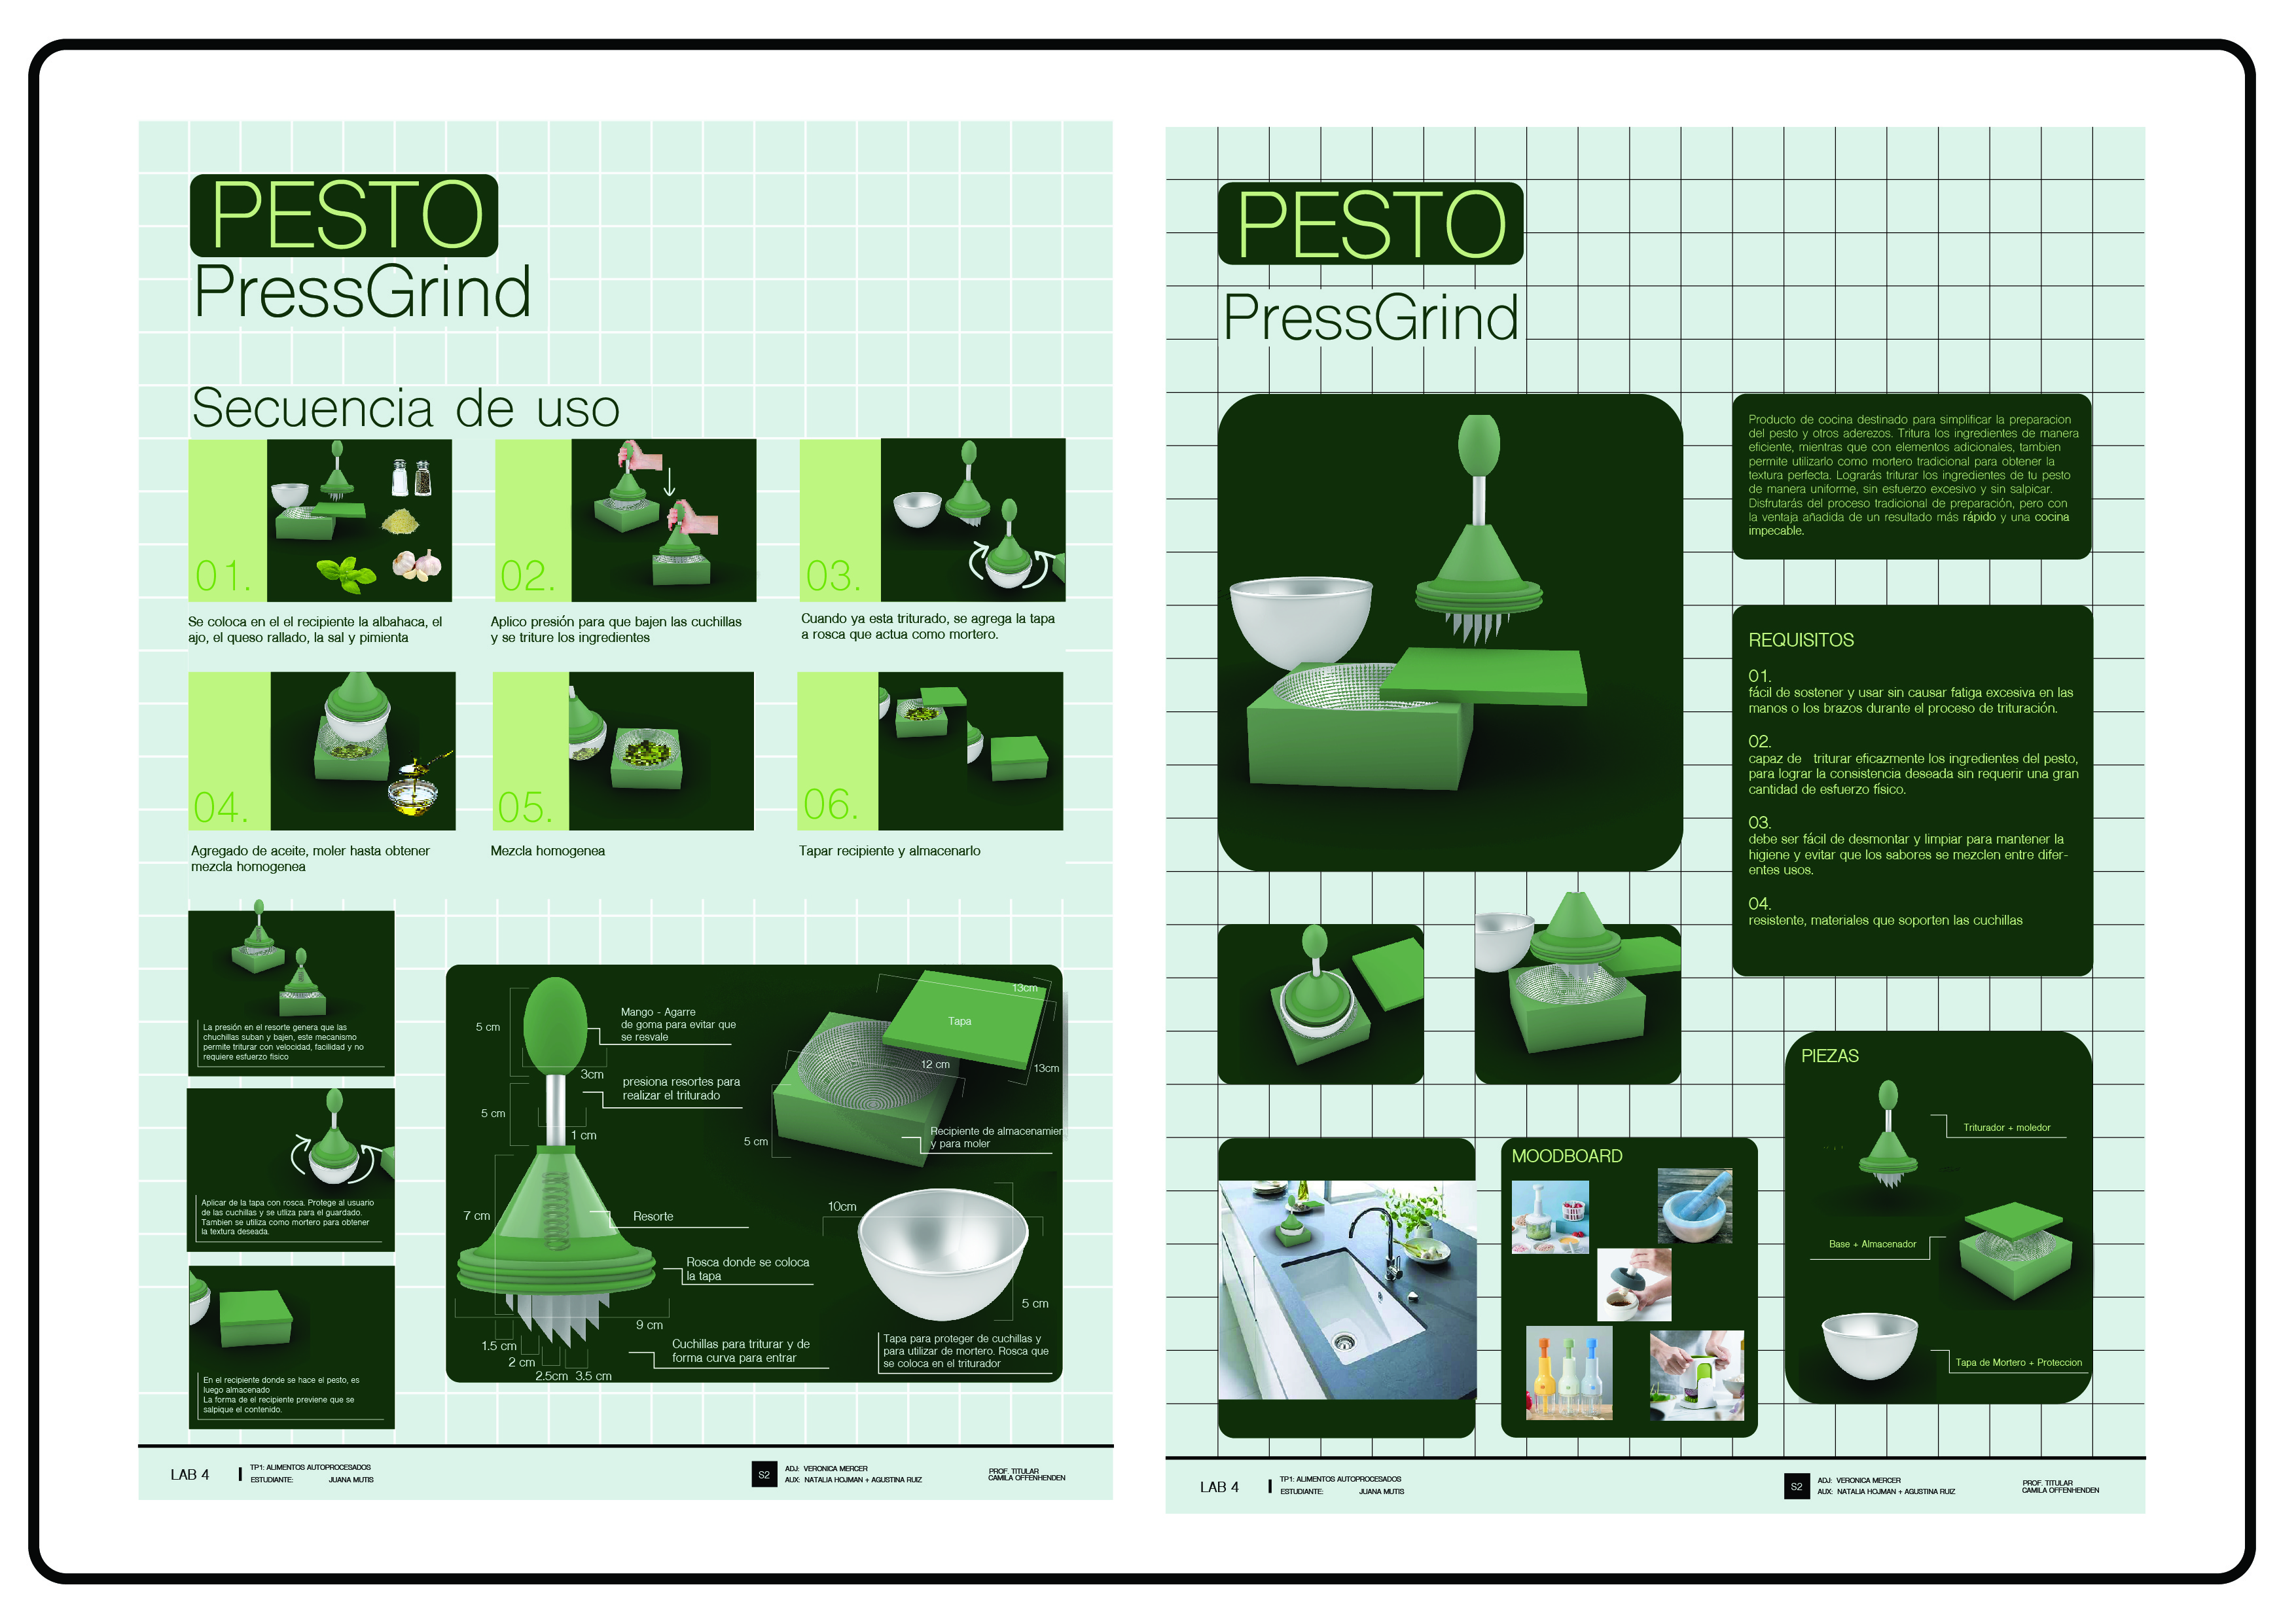 PESTO
PressGrind
Secuencia de uso
01.
Se coloca en el el recipiente la albahaca, el
ajo, el queso rallado, la sal y pimienta
02.
Aplico presión para que bajen las cuchillas
y se triture los ingredientes
03.
Cuando ya esta triturado, se agrega la tapa
a rosca que actua como mortero.
04.
Agregado de aceite, moler hasta obtener
mezcla homogenea
05.
Mezcla homogenea
06.
Tapar recipiente y almacenarlo
La presión en el resorte genera que las
chuchillas suban y bajen, este mecanismo
permite triturar con velocidad, facilidad y no
requiere esfuerzo fisico
Aplicar de la tapa con rosca. Protege al usuario
de las cuchillas y se utliza para el guardado.
Tambien se utiliza como mortero para obtener
la textura deseada.
En el recipiente donde se hace el pesto, es
luego almacenado
La forma de el recipiente previene que se
salpique el contenido.
5 cm
Mango - Agarre
de goma para evitar que
se resvale
3cm
presiona resortes para
realizar el triturado
5 cm
1 cm
7 cm
Resorte
Rosca donde se coloca
la tapa
9 cm
1.5 cm
2 cm
2.5cm
3.5 cm
Cuchillas para triturar y de
forma curva para entrar
13cm
Tapa
12 cm
13cm
5 cm
Recipiente de almacenamier
y para moler
10cm
5 cm
Tapa para proteger de cuchillas y
para utilizar de mortero. Rosca que
se coloca en el triturador
LAB 4
TP1: ALIMENTOS AUTOPROCESADOS
ESTUDIANTE: JUANA MUTIS
S2
ADJ: VERONICA MERCER
AUX: NATALIA HOJMAN + AGUSTINA RUIZ
PROF. TITULAR
CAMILA OFFENHENDEN
PESTO
PressGrind
Producto de cocina destinado para simplificar la preparacion
del pesto y otros aderezos. Tritura los ingredientes de manera
eficiente, mientras que con elementos adicionales, tambien
permite utilizarlo como mortero tradicional para obtener la
textura perfecta. Lograrás triturar los ingredientes de tu pesto
de manera uniforme, sin esfuerzo excesivo y sin salpicar.
Disfrutarás del proceso tradicional de preparación, pero con
la ventaja añadida de un resultado más rápido y una cocina
impecable.
REQUISITOS
01.
fácil de sostener y usar sin causar fatiga excesiva en las
manos o los brazos durante el proceso de trituración.
02.
capaz de triturar eficazmente los ingredientes del pesto,
para lograr la consistencia deseada sin requerir una gran
cantidad de esfuerzo físico.
03.
debe ser fácil de desmontar y limpiar para mantener la
higiene y evitar que los sabores se mezclen entre difer-
entes usos.
04.
resistente, materiales que soporten las cuchillas
MOODBOARD
PIEZAS
Triturador + moledor
Base + Almacenador
Tapa de Mortero + Proteccion
LAB 4
TP1: ALIMENTOS AUTOPROCESADOS
ESTUDIANTE: JUANA MUTIS
S2
ADJ: VERONICA MERCER
AUX: NATALIA HOJMAN + AGUSTINA RUIZ
PROF. TITULAR
CAMILA OFFENHENDEN